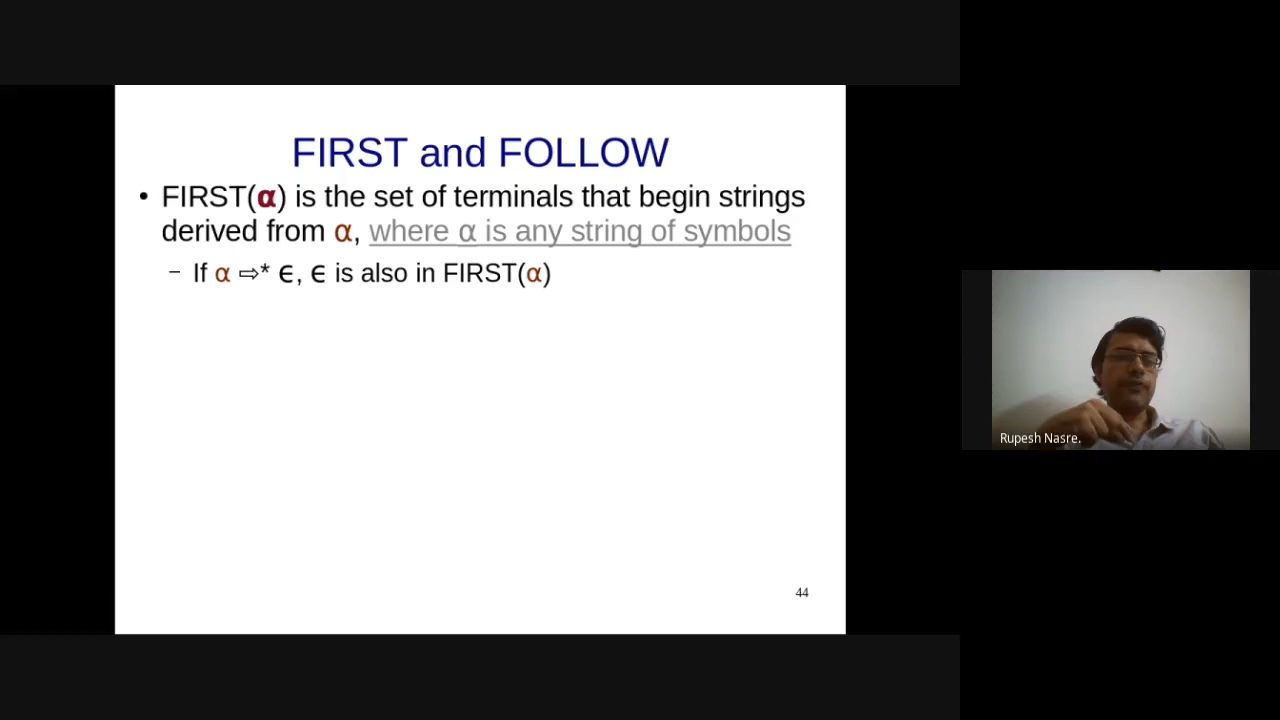 FIRST and FOLLOW
• FIRST(α) is the set of terminals that begin strings
derived from α, where α is any string of symbols
– If α ⇨* ϵ, ϵ is also in FIRST(α)
44
Rupesh Nasre.